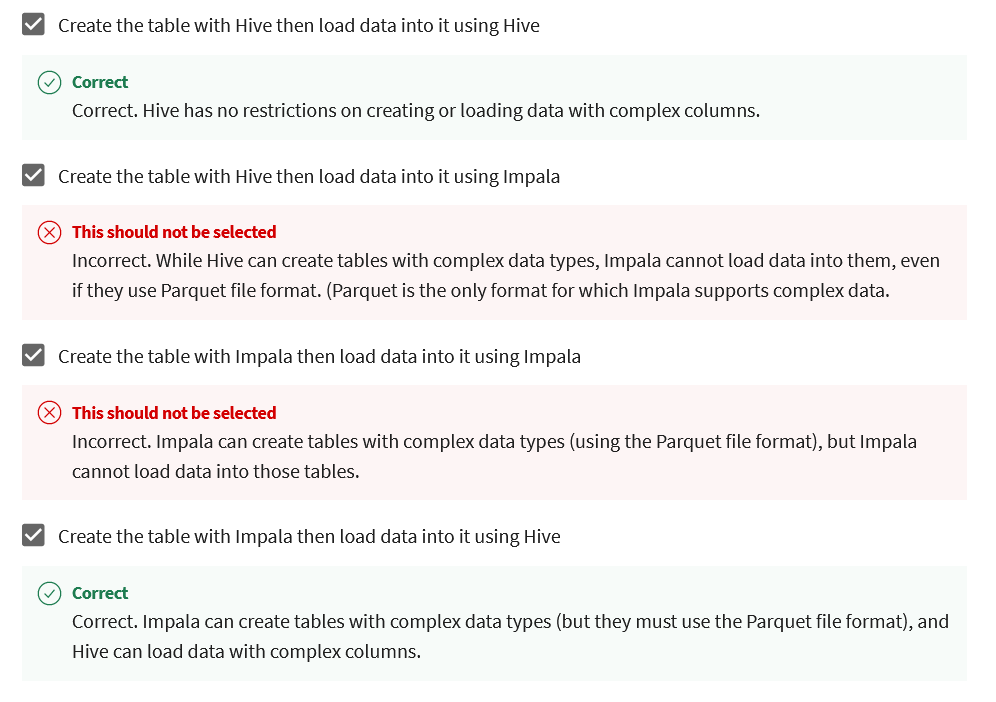 Create the table with Hive then load data into it using Hive
Correct
Correct. Hive has no restrictions on creating or loading data with complex columns.
Create the table with Hive then load data into it using Impala
This should not be selected
Incorrect. While Hive can create tables with complex data types, Impala cannot load data into them, even
if they use Parquet file format. (Parquet is the only format for which Impala supports complex data.
Create the table with Impala then load data into it using Impala
This should not be selected
Incorrect. Impala can create tables with complex data types (using the Parquet file format), but Impala
cannot load data into those tables.
Create the table with Impala then load data into it using Hive
Correct
Correct. Impala can create tables with complex data types (but they must use the Parquet file format), and
Hive can load data with complex columns.